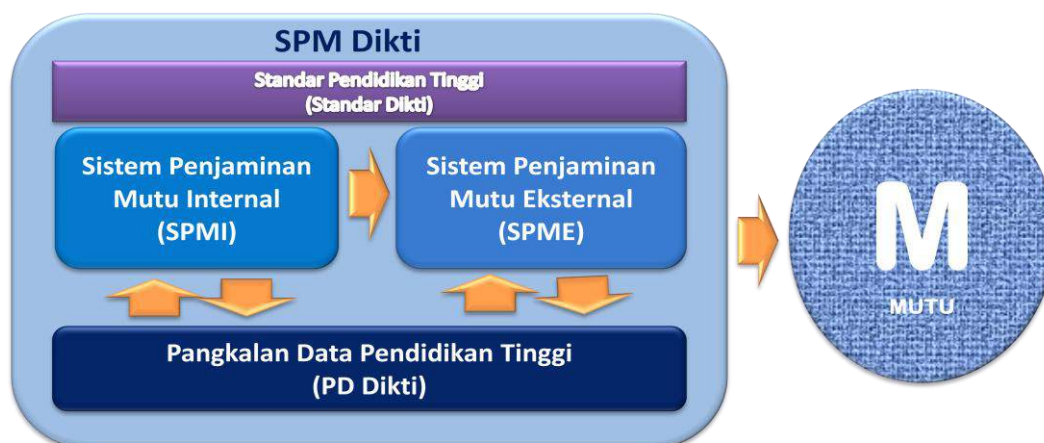 SPM Dikti
Standar Pendidikan Tinggi
(Standar Dikti)
Sistem Penjaminan
Mutu Internal
(SPMI)
Sistem Penjaminan
Mutu Eksternal
(SPME)
Pangkalan Data Pendidikan Tinggi
(PD Dikti)
M
MUTU